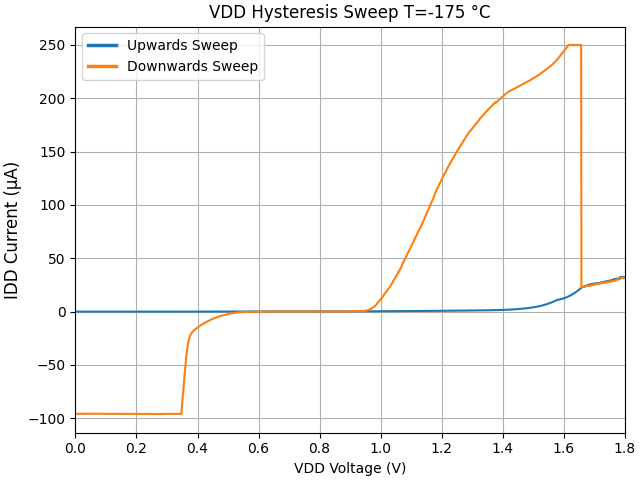 VDD Hysteresis Sweep T=-175 °C
Upwards Sweep
Downwards Sweep
IDD Current (μA)
250
200
150
100
50
0
−50
−100
0.0 0.2 0.4 0.6 0.8 1.0 1.2 1.4 1.6 1.8
VDD Voltage (V)